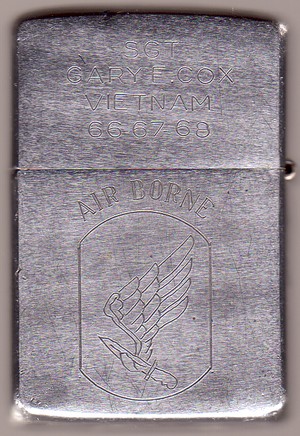 SGT
GARY F. COX
VIETNAM
66-67-68
AIR BORNE